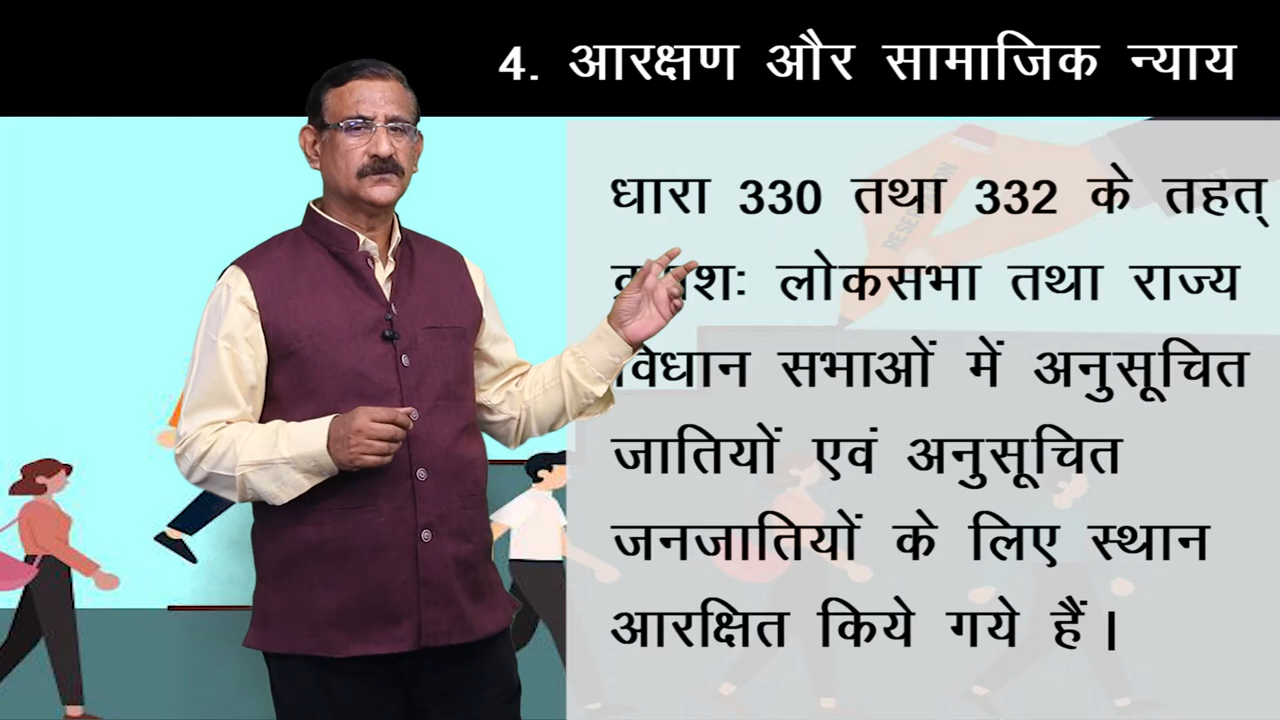 4. आरक्षण और सामाजिक न्याय
धारा 330 तथा 332 के तहत्
लोकसभा तथा राज्य
विधान सभाओं में अनुसूचित
जातियों एवं अनुसूचित
जनजातियों के लिए स्थान
आरक्षित किये गये हैं।